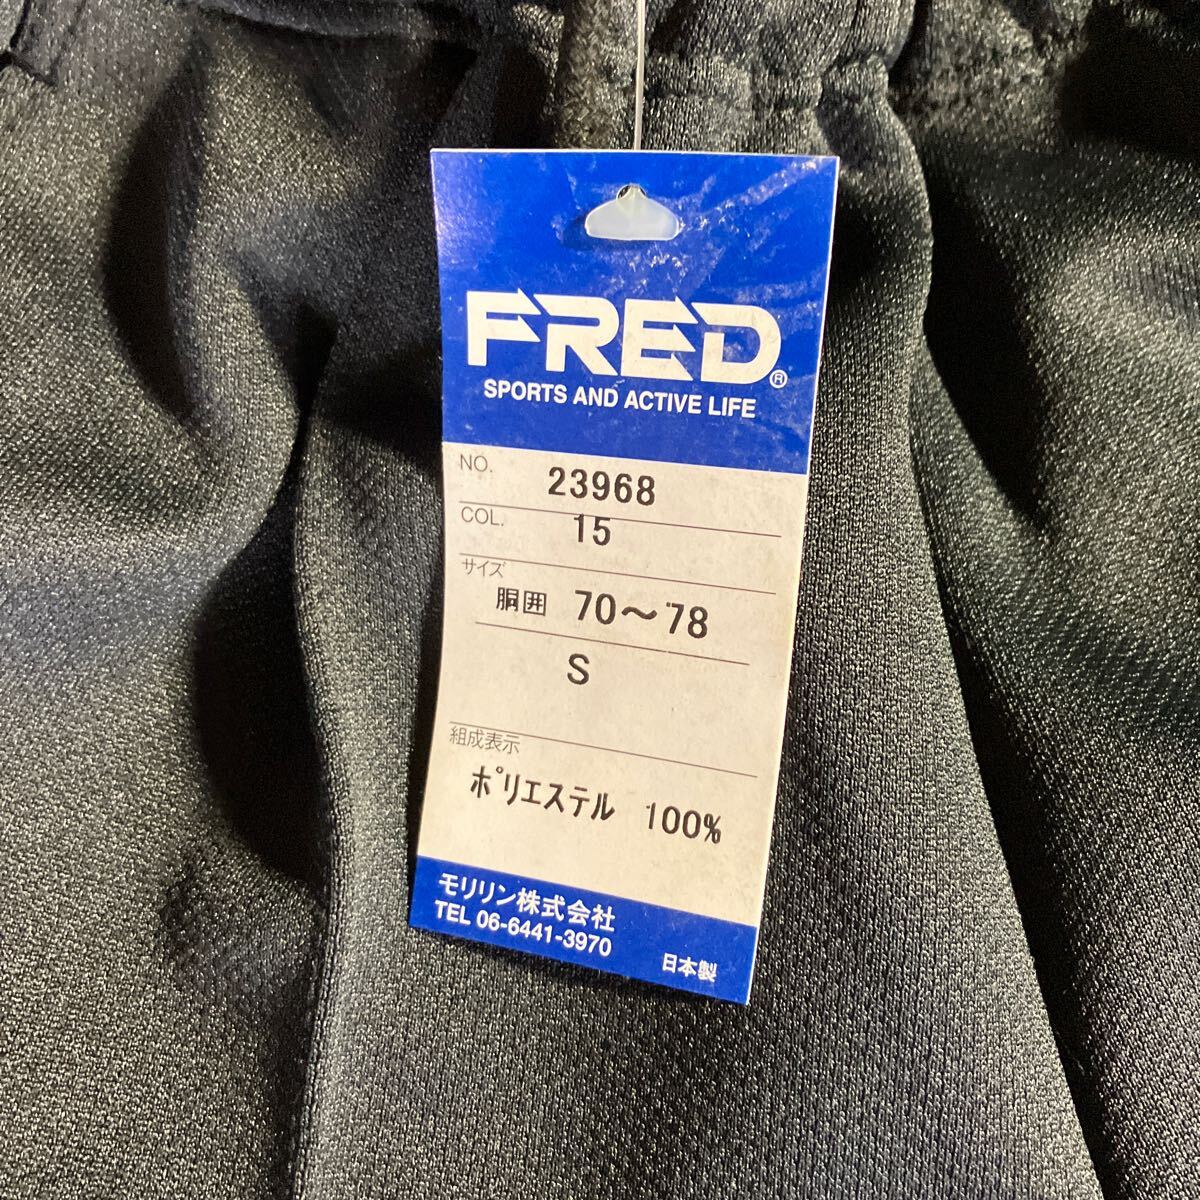 FRED®
SPORTS AND ACTIVE LIFE
NO. 23968
COL. 15
サイズ
胴囲 70〜78
S
組成表示
ポリエステル 100%
モリリン株式会社
TEL 06-6441-3970
日本製